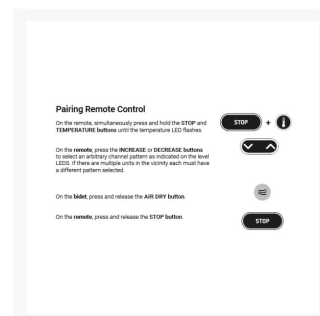 Pairing Remote Control
On the remote, simultaneously press and hold the STOP and
TEMPERATURE buttons until the temperature LED flashes.
STOP +
On the remote, press the INCREASE or DECREASE buttons
to select an arbitrary channel pattern as indicated on the level
LEDS. If there are multiple units in the vicinity each must have
a different pattern selected.
On the bidet, press and release the AIR DRY button.
On the remote, press and release the STOP button.
STOP